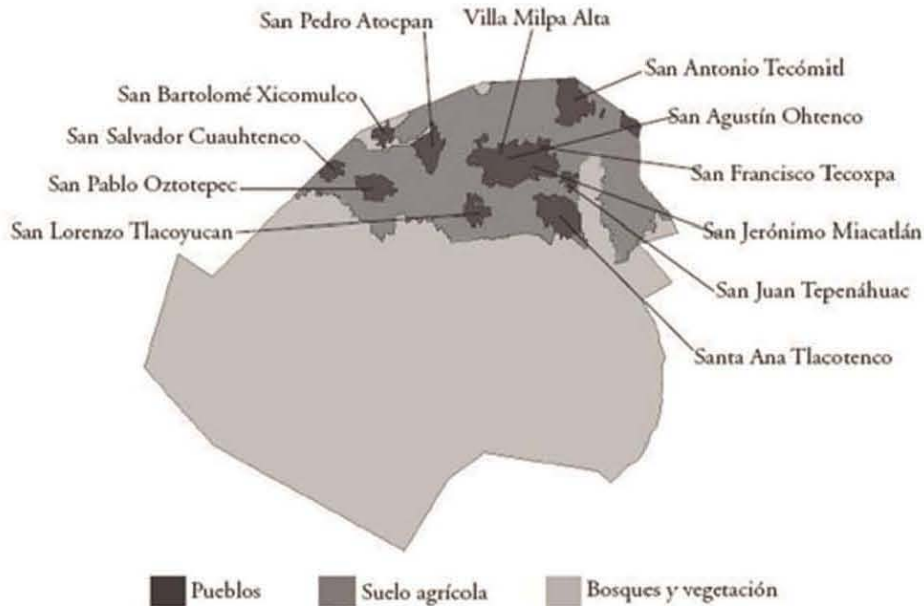 San Pedro Atocpan
Villa Milpa Alta
San Antonio Tecómitl
San Bartolomé Xicomulco
San Agustín Ohtenco
San Salvador Cuauhtenco
San Francisco Tecoxpa
San Pablo Oztotepec
San Lorenzo Tlacoyucan
San Jerónimo Miacatlán
San Juan Tepenáhuac
Santa Ana Tlacotenco
Pueblos
Suelo agrícola
Bosques y vegetación